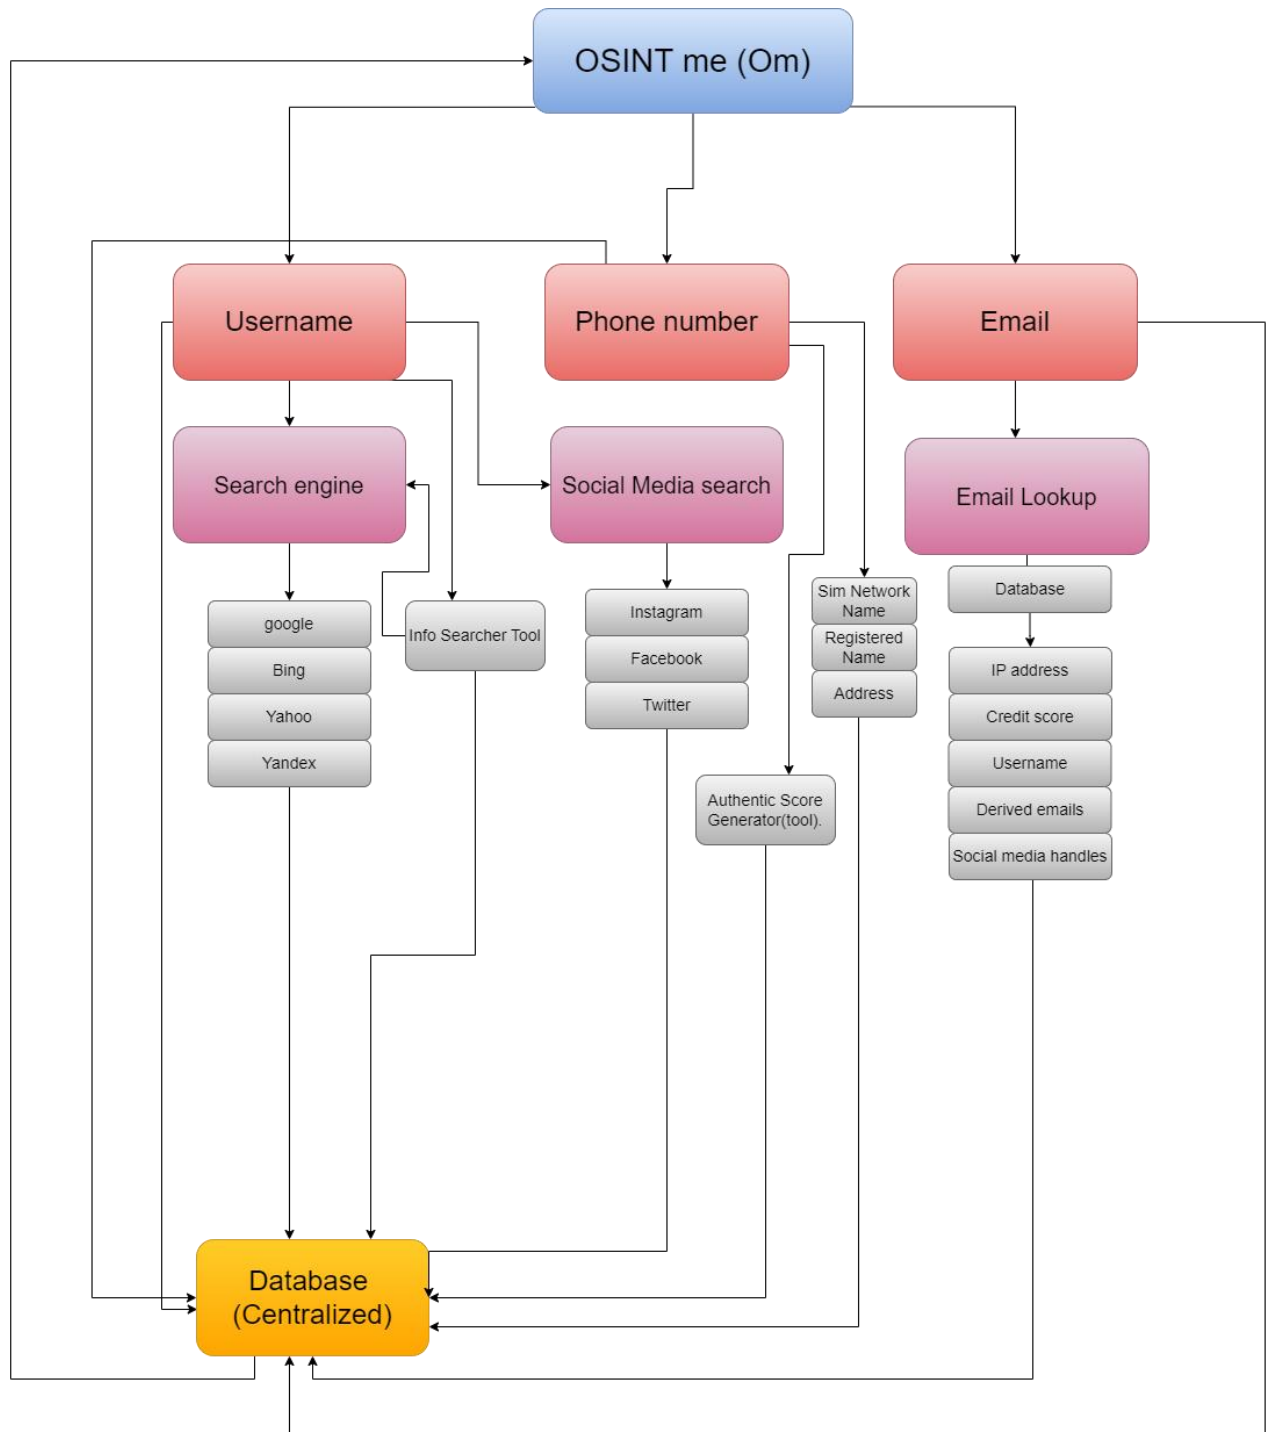 OSINT me (Om)
Username
Phone number
Email
Search engine
Social Media search
Email Lookup
google
Bing
Yahoo
Yandex
Info Searcher Tool
Instagram
Facebook
Twitter
Sim Network
Name
Registered
Name
Address
Authentic Score
Generator(tool).
Database
IP address
Credit score
Username
Derived emails
Social media handles
Database
(Centralized)